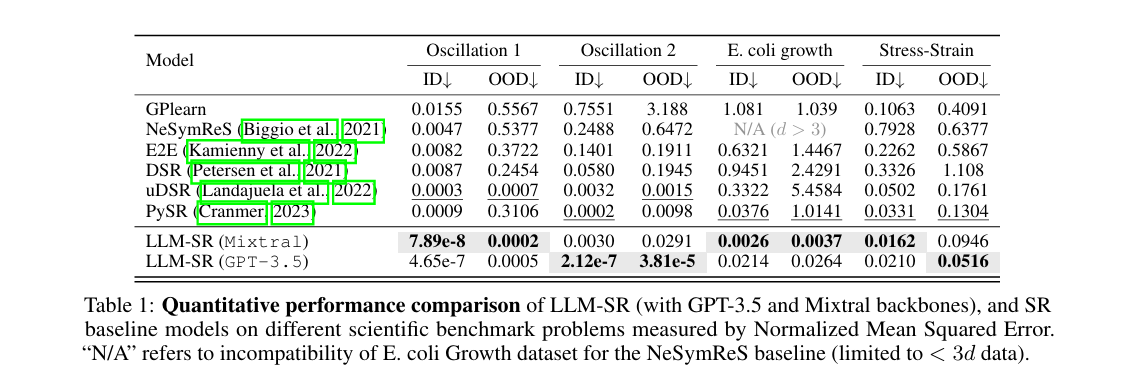 Model Oscillation 1 Oscillation 2 E. coli growth Stress-Strain
ID↓ OOD↓ ID↓ OOD↓ ID↓ OOD↓ ID↓ OOD↓
GPlearn 0.0155 0.5567 0.7551 3.188 1.081 1.039 0.1063 0.4091
NeSymReS (Biggio et al., 2021) 0.0047 0.5377 0.2488 0.6472 N/A (d > 3) 0.7928 0.6377
E2E (Kamienny et al., 2022) 0.0082 0.3722 0.1401 0.1911 0.6321 1.4467 0.2262 0.5867
DSR (Petersen et al., 2021) 0.0087 0.2454 0.0580 0.1945 0.9451 2.4291 0.3326 1.108
uDSR (Landajuela et al., 2022) 0.0003 0.0007 0.0032 0.0015 0.3322 5.4584 0.0502 0.1761
PySR (Cranmer, 2023) 0.0009 0.3106 0.0002 0.0098 0.0376 1.0141 0.0331 0.1304
LLM-SR (Mixtral) 7.89e-8 0.0002 0.0030 0.0291 0.0026 0.0037 0.0162 0.0946
LLM-SR (GPT-3.5) 4.65e-7 0.0005 2.12e-7 3.81e-5 0.0214 0.0264 0.0210 0.0516
Table 1: Quantitative performance comparison of LLM-SR (with GPT-3.5 and Mixtral backbones), and SR
baseline models on different scientific benchmark problems measured by Normalized Mean Squared Error.
“N/A” refers to incompatibility of E. coli Growth dataset for the NeSymReS baseline (limited to < 3d data).